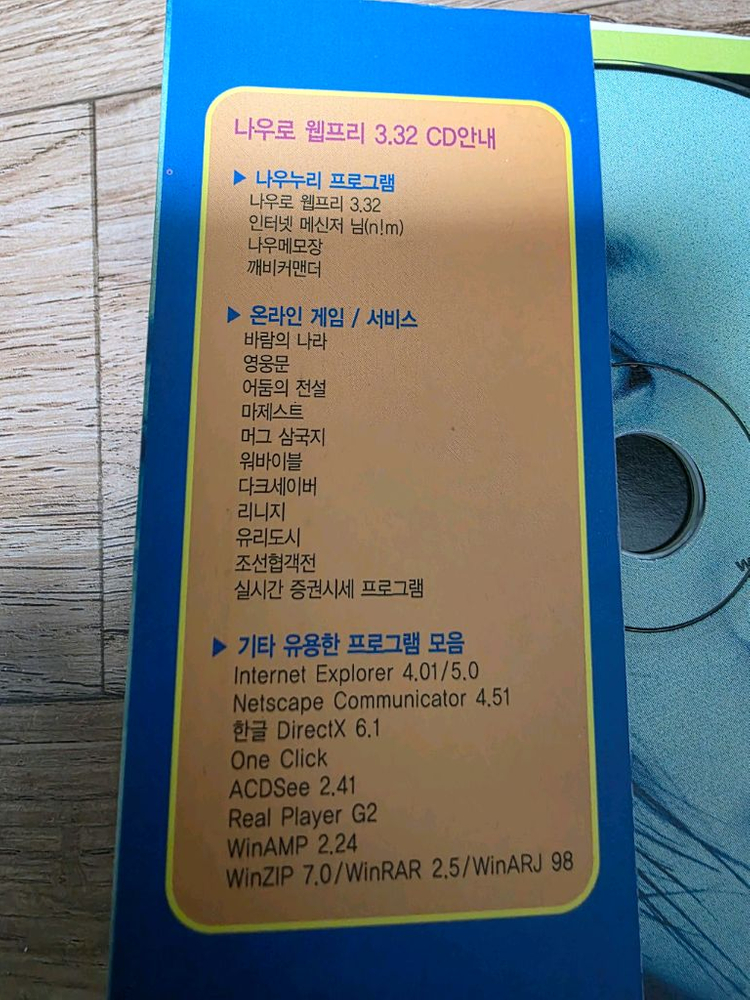 나우로 웹프리 3.32 CD안내
▶ 나우누리 프로그램
나우로 웹프리 3.32
인터넷 메신저 님(n!m)
나우메모장
깨비커맨더
▶ 온라인 게임 / 서비스
바람의 나라
영웅문
어둠의 전설
마제스트
머그 삼국지
워바이블
다크세이버
리니지
유리도시
조선협객전
실시간 증권시세 프로그램
▶ 기타 유용한 프로그램 모음
Internet Explorer 4.01/5.0
Netscape Communicator 4.51
한글 DirectX 6.1
One Click
ACDSee 2.41
Real Player G2
WinAMP 2.24
WinZIP 7.0/WinRAR 2.5/WinARJ 98